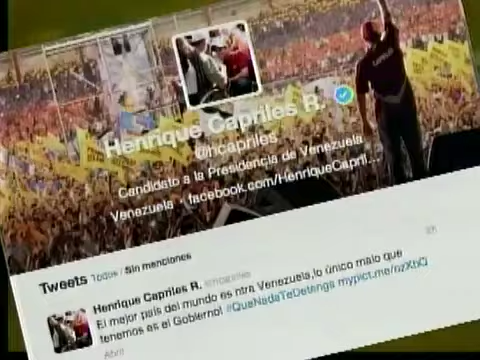 Henrique Capriles R.
@hcapriles
Candidato a la Presidencia de Venezuela
Venezuela • facebook.com/HenriqueCapril...
Tweets Todos / Sin menciones
Henrique Capriles R. @hcapriles
El mejor país del mundo es ntra Venezuela,lo único malo que
tenemos es el Gobierno! #QueNadaTeDetenga mypict.me/nzXbQ
Abrir